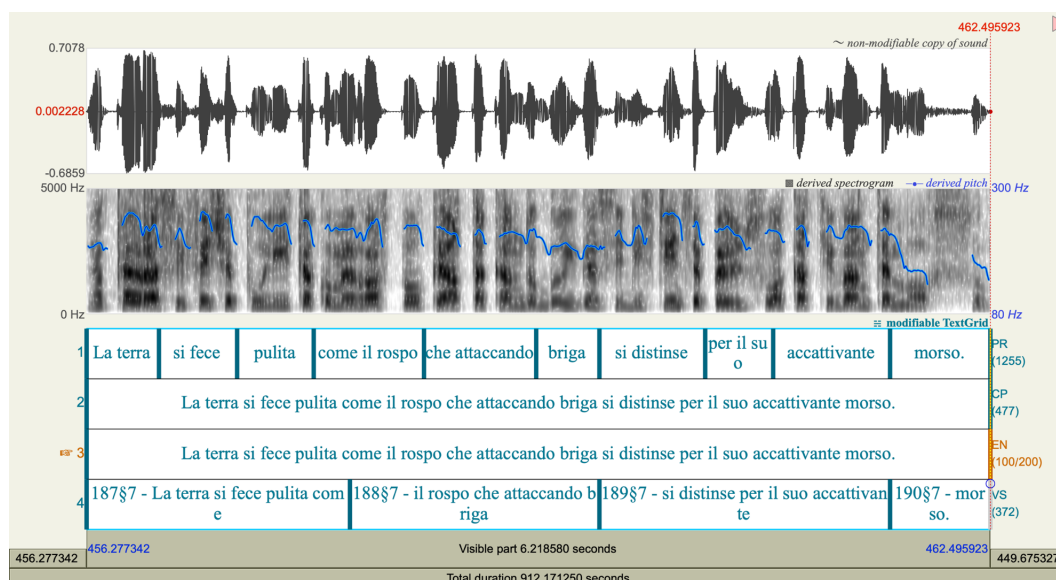 462.495923
0.7078
~ non-modifiable copy of sound
0.002228
-0.6859
5000 Hz
derived spectrogram
derived pitch
300 Hz
0 Hz
80 Hz
modifiable TextGrid
1
La terra
si fece
pulita
come il rospo
che attaccando
briga
si distinse
per il su
o
accattivante
morso.
PR
(1255)
2
La terra si fece pulita come il rospo che attaccando briga si distinse per il suo accattivante morso.
CP
(477)
3
La terra si fece pulita come il rospo che attaccando briga si distinse per il suo accattivante morso.
EN
(100/200)
4
187§7 - La terra si fece pulita com
e
188§7 - il rospo che attaccando b
riga
189§7 - si distinse per il suo accattivan
te
190§7 - mor
so.
VS
(372)
456.277342
456.277342
Visible part 6.218580 seconds
462.495923
449.675327
Total duration 912.171250 seconds